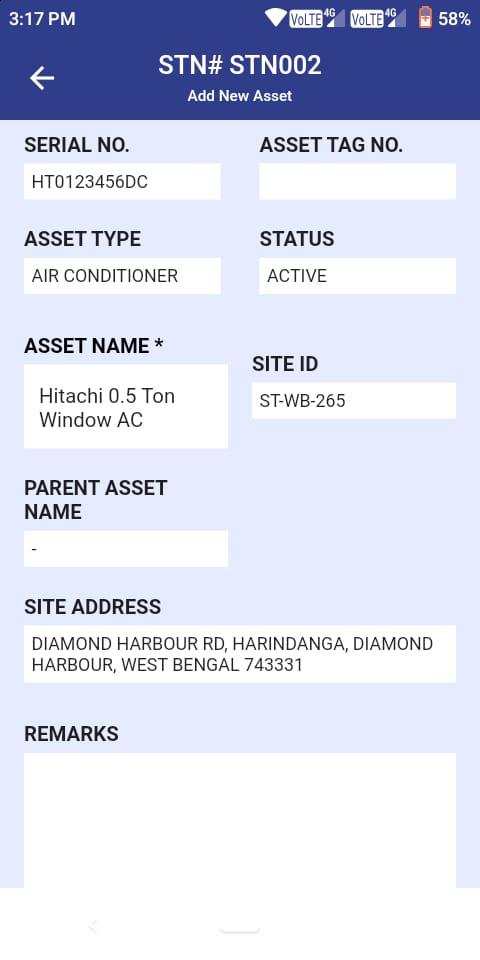 3:17 PM
VoLTE 4G VoLTE 4G 58%
STN# STN002
Add New Asset
SERIAL NO.
ASSET TAG NO.
HT0123456DC
ASSET TYPE
STATUS
AIR CONDITIONER
ACTIVE
ASSET NAME *
SITE ID
Hitachi 0.5 Ton
Window AC
ST-WB-265
PARENT ASSET
NAME
-
SITE ADDRESS
DIAMOND HARBOUR RD, HARINDANGA, DIAMOND
HARBOUR, WEST BENGAL 743331
REMARKS